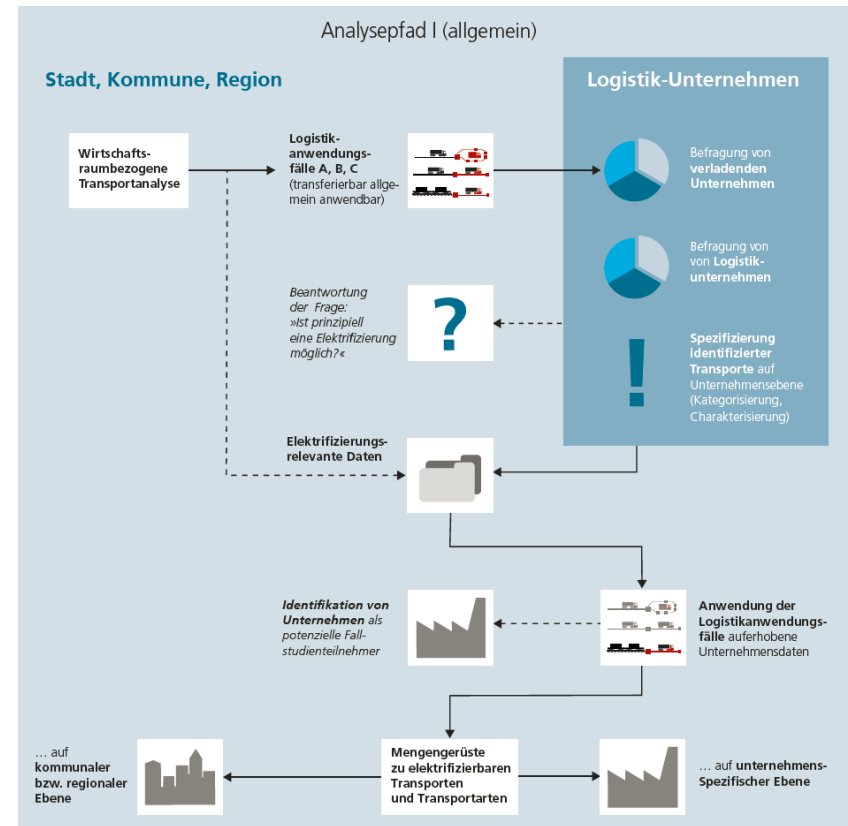 Analysepfad I (allgemein)
Stadt, Kommune, Region
Logistik-Unternehmen
Wirtschafts-
raumbezogene
Transportanalyse
Logistik-
anwendungs-
fälle A, B, C
(transferierbar allge-
mein anwendbar)
Befragung von
verladenden
Unternehmen
Befragung von
von Logistik-
unternehmen
Beantwortung
der Frage:
»Ist prinzipiell
eine Elektrifizierung
möglich?«
?
!
Spezifizierung
identifizierter
Transporte auf
Unternehmensebene
(Kategorisierung,
Charakterisierung)
Elektrifizierungs-
relevante Daten
Identifikation von
Unternehmen als
potenzielle Fall-
studienteilnehmer
Anwendung der
Logistikanwendungs-
fälle auferhobene
Unternehmensdaten
... auf
kommunaler
bzw. regionaler
Ebene
Mengengerüste
zu elektrifizierbaren
Transporten
und Transportarten
... auf unternehmens-
Spezifischer Ebene